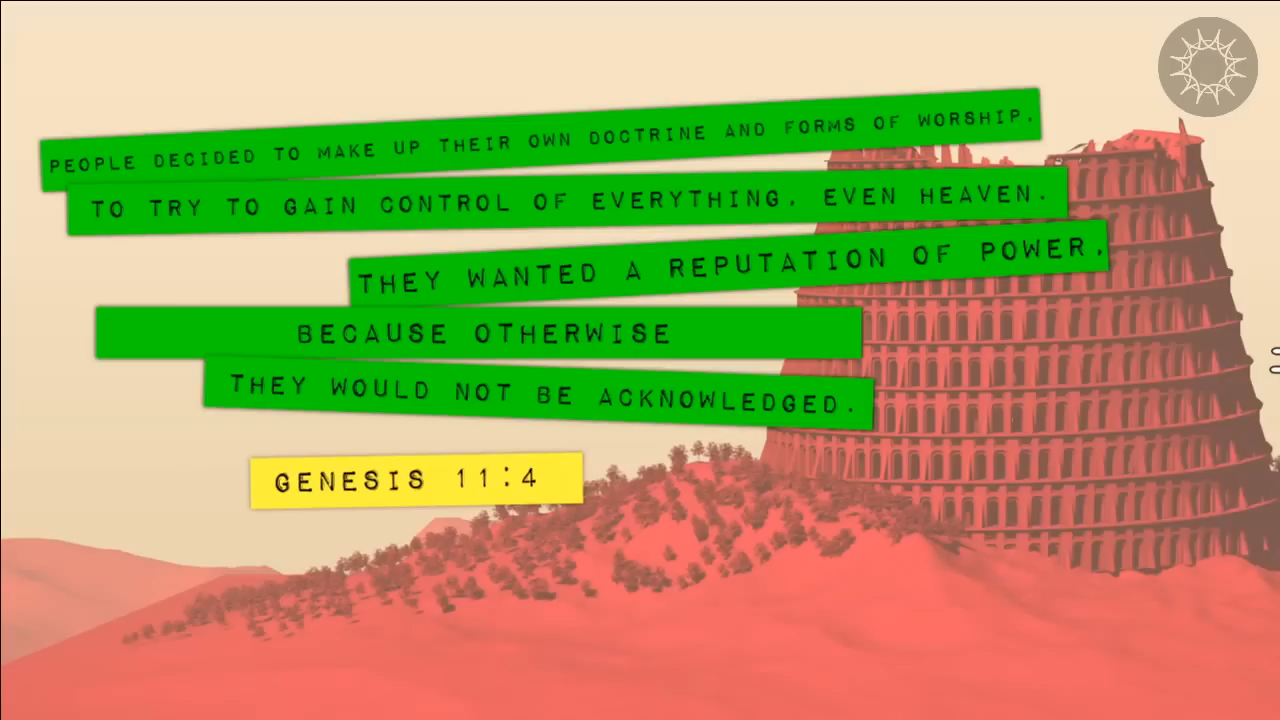 PEOPLE DECIDED TO MAKE UP THEIR OWN DOCTRINE AND FORMS OF WORSHIP.
TO TRY TO GAIN CONTROL OF EVERYTHING. EVEN HEAVEN.
THEY WANTED A REPUTATION OF POWER.
BECAUSE OTHERWISE
THEY WOULD NOT BE ACKNOWLEDGED.
GENESIS 11:4